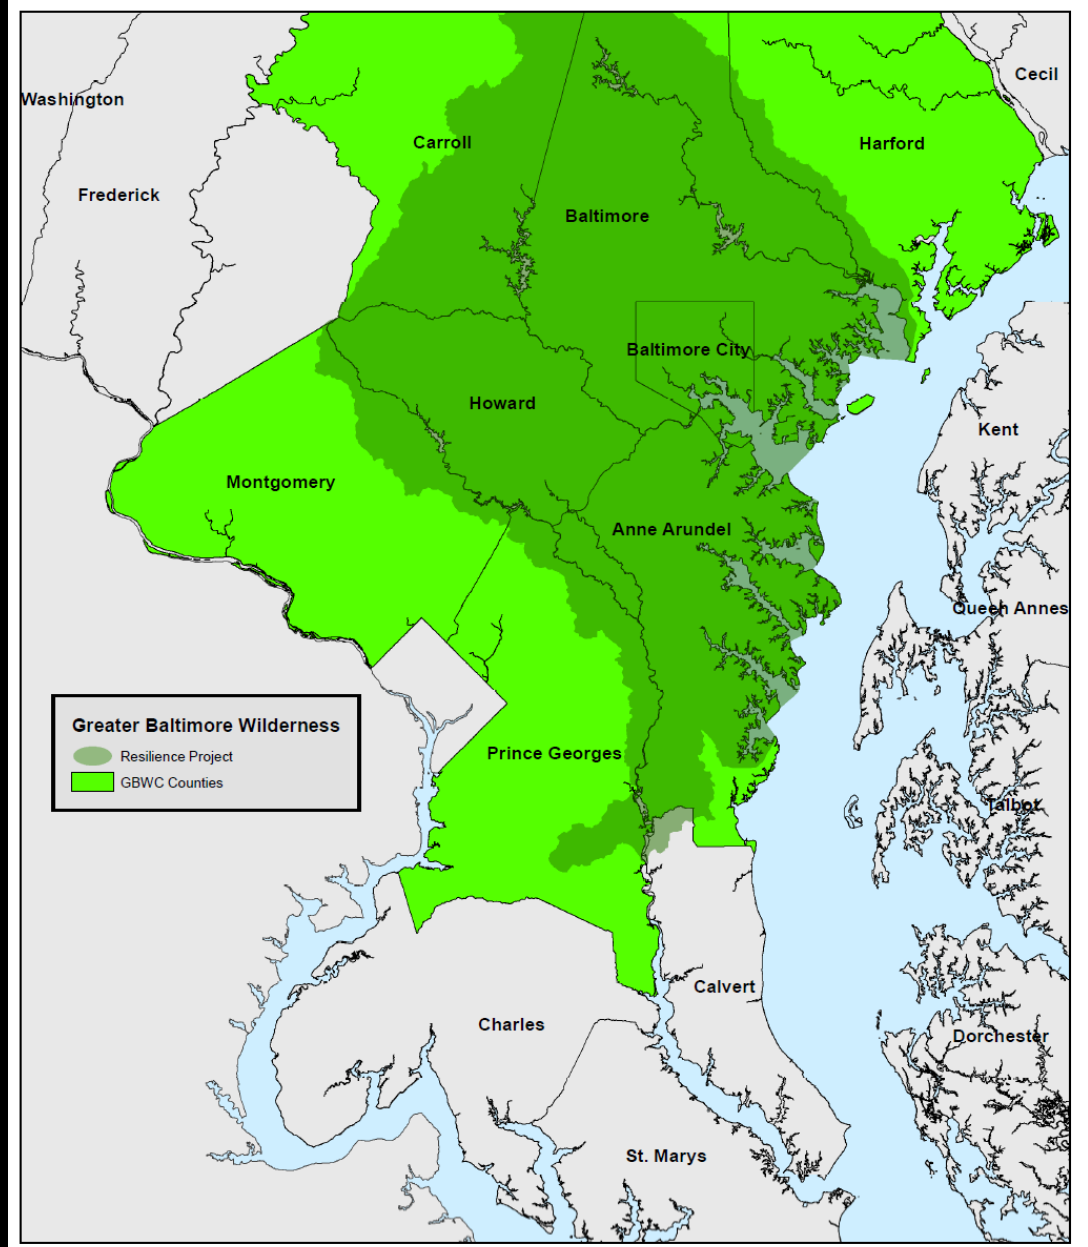 Cecil
Washington
Carroll
Harford
Frederick
Baltimore
Baltimore City
Howard
Kent
Montgomery
Anne Arundel
Queen Annes
Greater Baltimore Wilderness
Resilience Project
GBWC Counties
Prince Georges
Talbot
Calvert
Charles
Dorchester
St. Marys